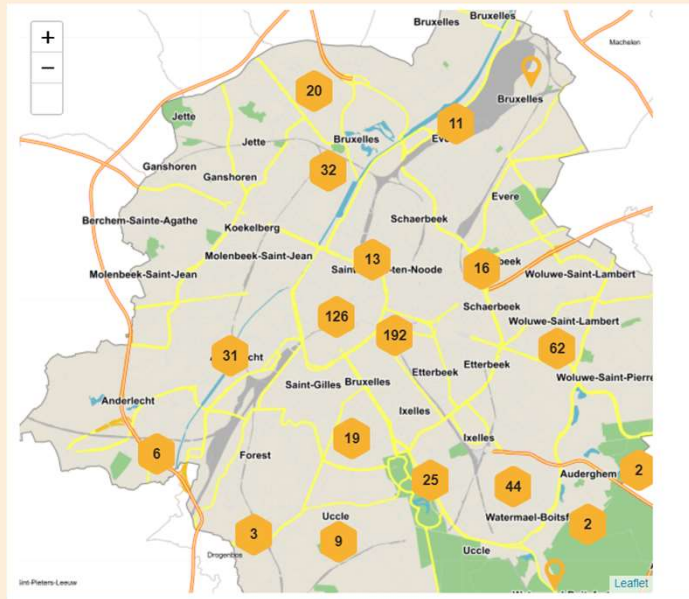 Bruxelles
Bruxelles
+
−
Machelen
20
Bruxelles
Jette
11
Jette
Bruxelles
32
Ganshoren
Ganshoren
Evere
Schaerbeek
Berchem-Sainte-Agathe
Koekelberg
Molenbeek-Saint-Jean
13
16
Molenbeek-Saint-Jean
Woluwe-Saint-Lambert
Schaerbeek
126
Woluwe-Saint-Lambert
192
62
31
Etterbeek
Etterbeek
Saint-Gilles
Bruxelles
Woluwe-Saint-Pierre
Anderlecht
Ixelles
19
Ixelles
6
Forest
2
Auderghem
25
44
Uccle
Watermael-Boitsf
2
3
9
Uccle
Drogenbos
Leaflet
int-Pieters-Leeuw